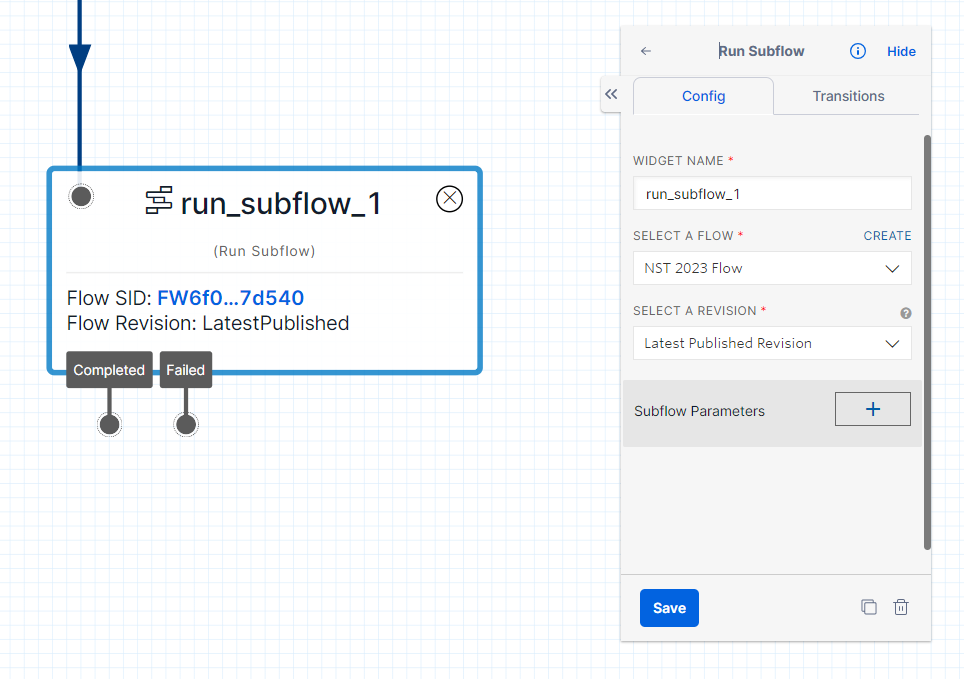 run_subflow_1
(Run Subflow)
Flow SID: FW6f0...7d540
Flow Revision: LatestPublished
Completed
Failed
Run Subflow
Hide
Config
Transitions
WIDGET NAME *
run_subflow_1
SELECT A FLOW *
CREATE
NST 2023 Flow
SELECT A REVISION *
Latest Published Revision
Subflow Parameters
Save